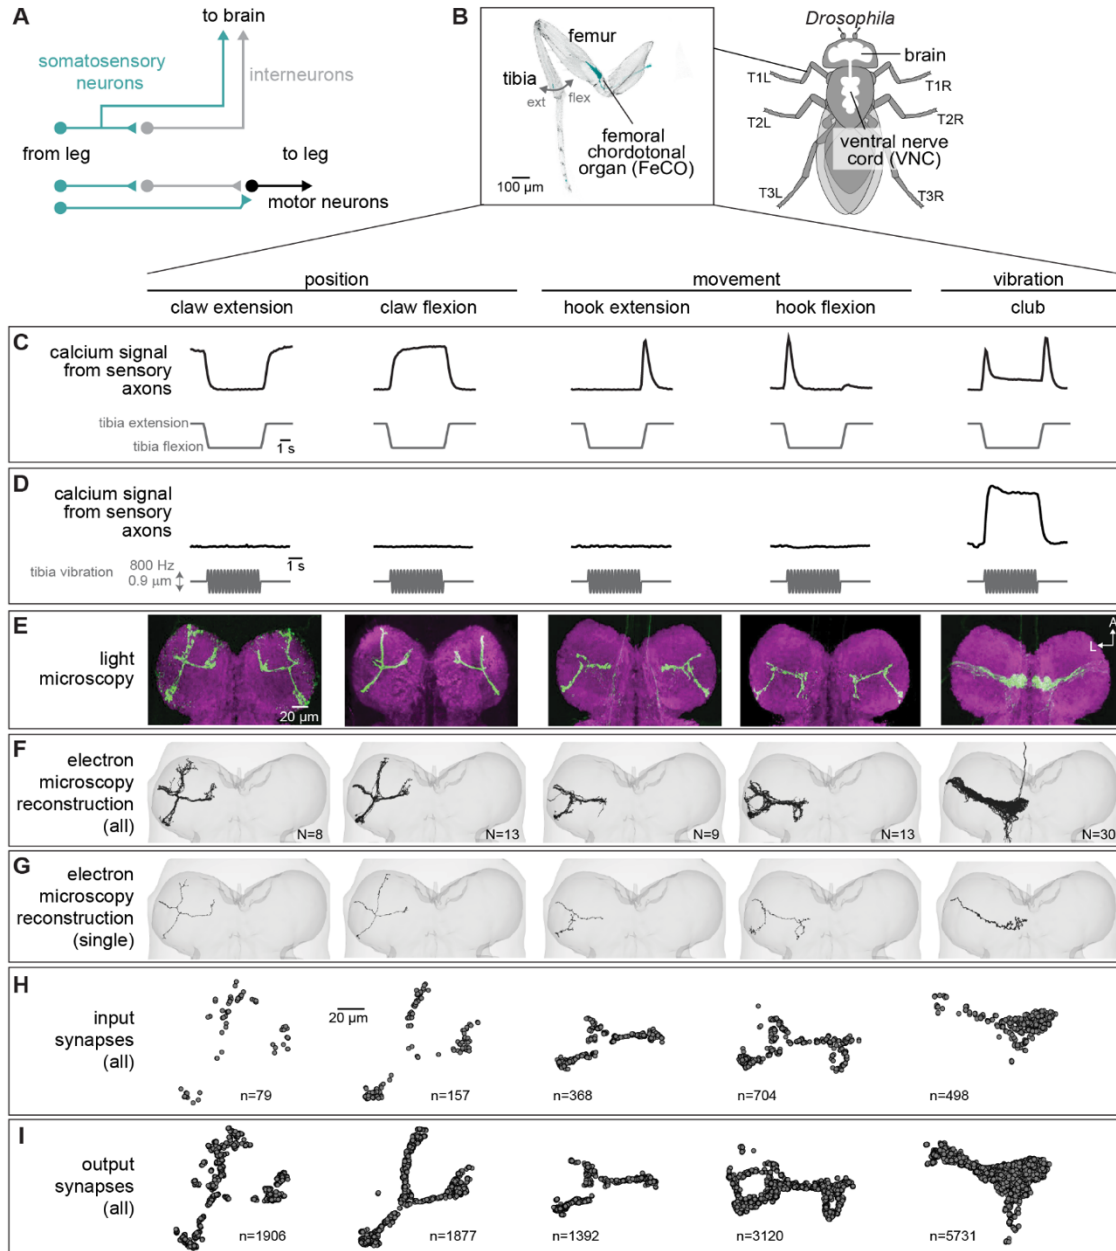 A
to brain
somatosensory
neurons
interneurons
from leg
to leg
motor neurons
B
femur
tibia
ext
flex
femoral
chordotonal
organ (FeCO)
100 µm
Drosophila
brain
T1L
T1R
T2L
T2R
ventral nerve
cord (VNC)
T3L
T3R
position
movement
vibration
claw extension
claw flexion
hook extension
hook flexion
club
C
calcium signal
from sensory
axons
tibia extension
tibia flexion
1 s
D
calcium signal
from sensory
axons
1 s
tibia vibration
800 Hz
0.9 µm
E
light
microscopy
20 µm
A
L
F
electron
microscopy
reconstruction
(all)
N=8
N=13
N=9
N=13
N=30
G
electron
microscopy
reconstruction
(single)
H
input
synapses
(all)
20 µm
n=79
n=157
n=368
n=704
n=498
I
output
synapses
(all)
n=1906
n=1877
n=1392
n=3120
n=5731